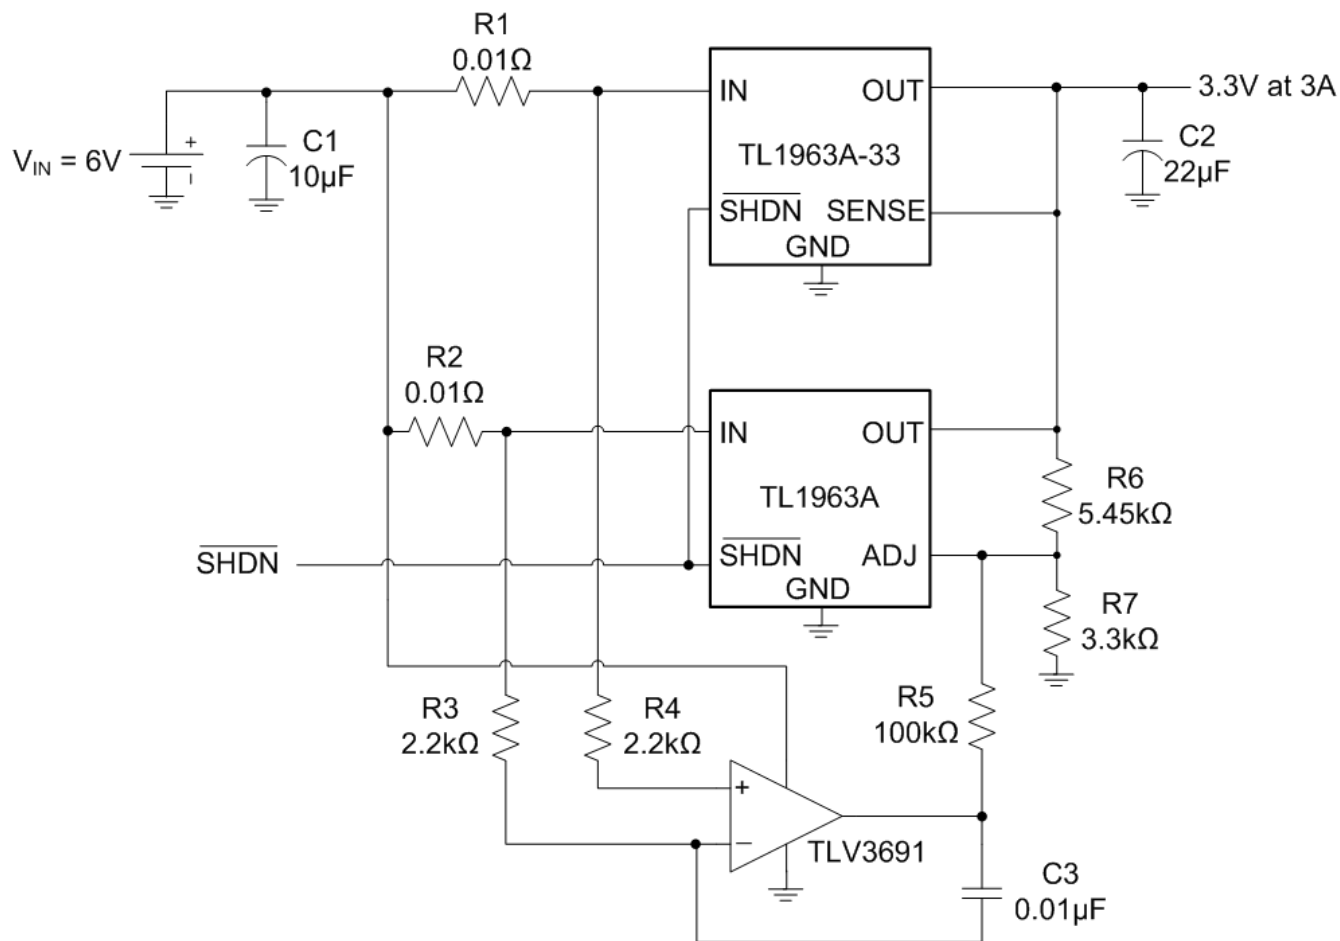 R1
0.01Ω
IN
OUT
3.3V at 3A
+
C1
10µF
C2
22µF
TL1963A-33
VIN = 6V
–
SHDN
SENSE
GND
R2
0.01Ω
IN
OUT
R6
5.45kΩ
TL1963A
SHDN
SHDN
ADJ
GND
R7
3.3kΩ
R3
2.2kΩ
R4
2.2kΩ
R5
100kΩ
+
–
TLV3691
C3
0.01µF